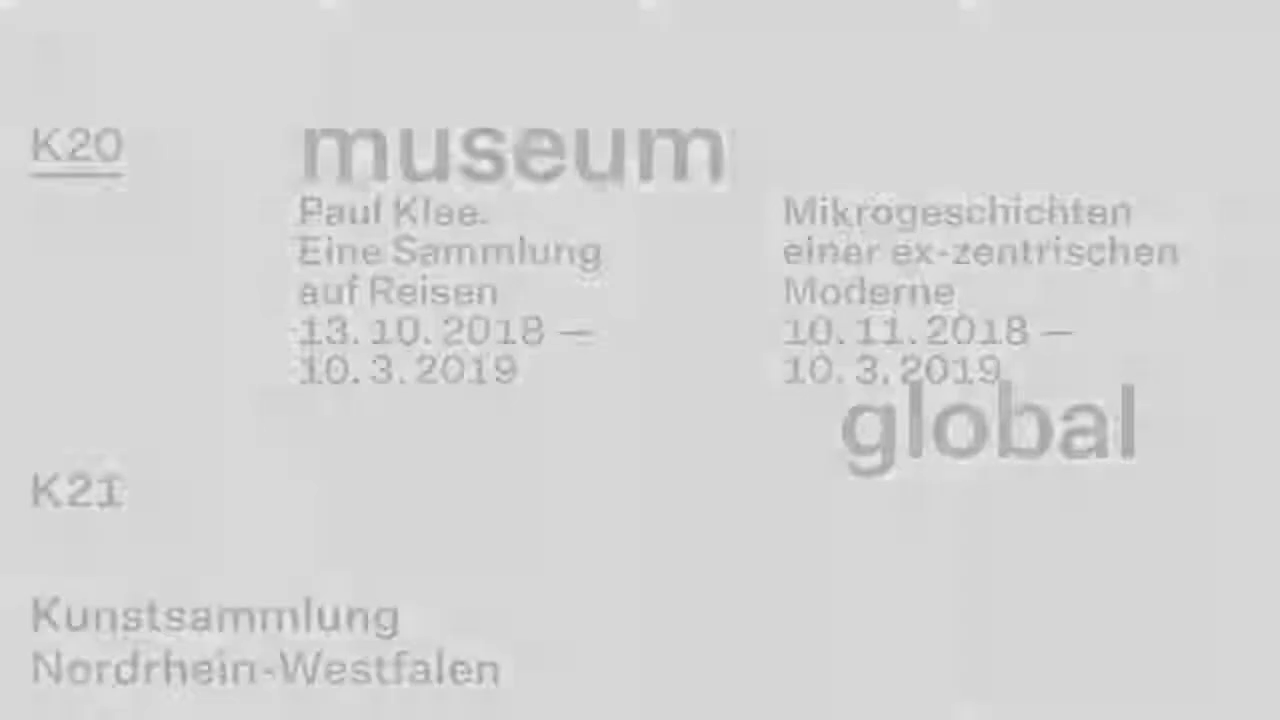 K20
museum
Paul Klee.
Eine Sammlung
auf Reisen
13. 10. 2018 —
10. 3. 2019
Mikrogeschichten
einer ex-zentrischen
Moderne
10. 11. 2018 —
10. 3. 2019
global
K21
Kunstsammlung
Nordrhein-Westfalen